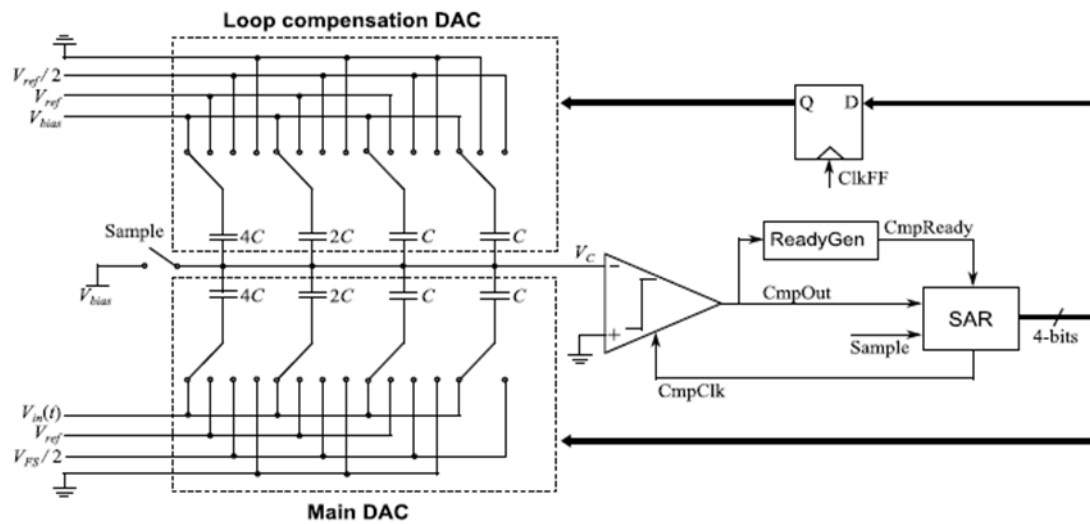 Loop compensation DAC
V_ref/2
V_ref
V_bias
Q D
ClkFF
Sample
4C 2C C C
V_bias
V_C
4C 2C C C
−
+
ReadyGen
CmpReady
CmpOut
SAR
4-bits
Sample
CmpClk
V_in(t)
V_ref
V_FS/2
Main DAC